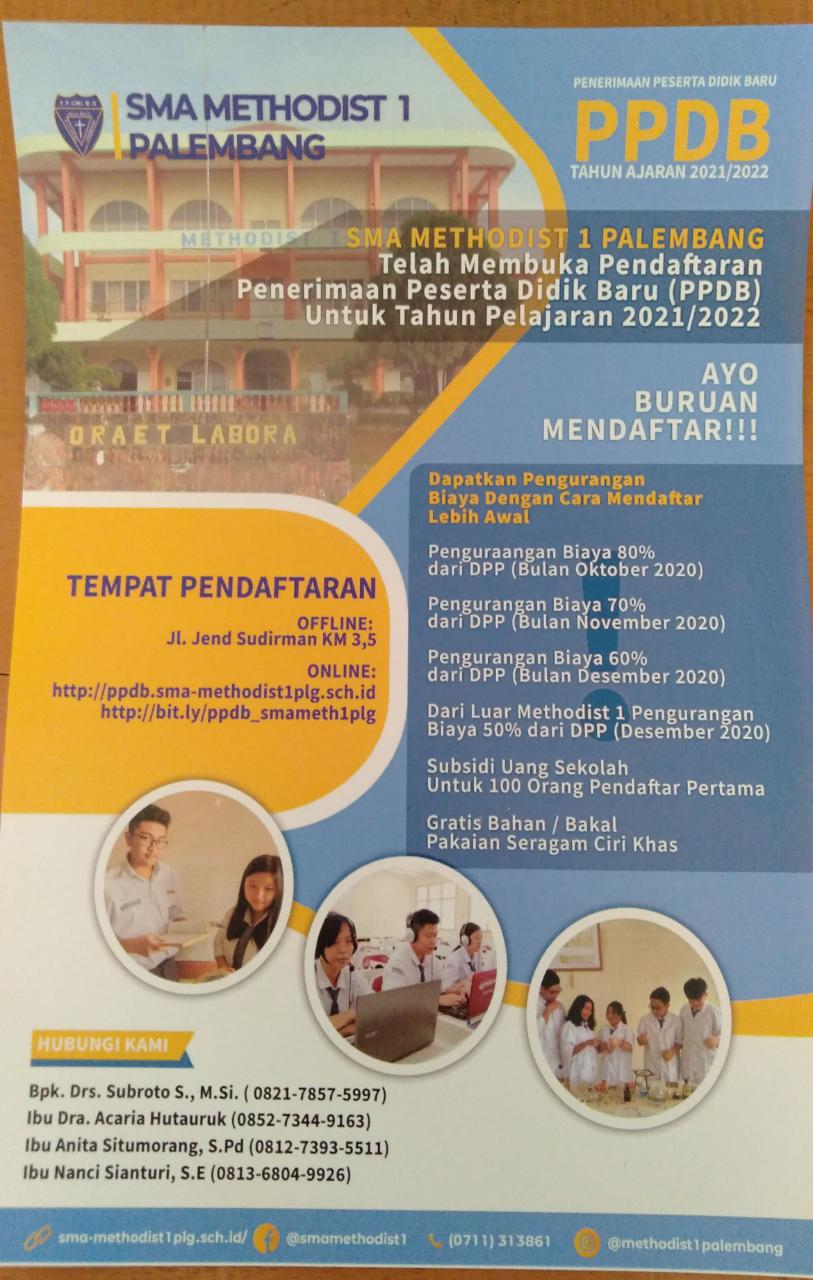 SMA METHODIST 1
PALEMBANG
PENERIMAAN PESERTA DIDIK BARU
PPDB
TAHUN AJARAN 2021/2022
METHODIST 1
SMA METHODIST 1 PALEMBANG
Telah Membuka Pendaftaran
Penerimaan Peserta Didik Baru (PPDB)
Untuk Tahun Pelajaran 2021/2022
ORAET LABORA
AYO
BURUAN
MENDAFTAR!!!
Dapatkan Pengurangan
Biaya Dengan Cara Mendaftar
Lebih Awal
Penguraangan Biaya 80%
dari DPP (Bulan Oktober 2020)
Pengurangan Biaya 70%
dari DPP (Bulan November 2020)
Pengurangan Biaya 60%
dari DPP (Bulan Desember 2020)
Dari Luar Methodist 1 Pengurangan
Biaya 50% dari DPP (Desember 2020)
Subsidi Uang Sekolah
Untuk 100 Orang Pendaftar Pertama
Gratis Bahan / Bakal
Pakaian Seragam Ciri Khas
TEMPAT PENDAFTARAN
OFFLINE:
Jl. Jend Sudirman KM 3,5
ONLINE:
http://ppdb.sma-methodist1plg.sch.id
http://bit.ly/ppdb_smameth1plg
HUBUNGI KAMI
Bpk. Drs. Subroto S., M.Si. ( 0821-7857-5997)
Ibu Dra. Acaria Hutauruk (0852-7344-9163)
Ibu Anita Situmorang, S.Pd (0812-7393-5511)
Ibu Nanci Sianturi, S.E (0813-6804-9926)
sma-methodist1plg.sch.id/ @smamethodist1 (0711) 313861 @methodist1palembang